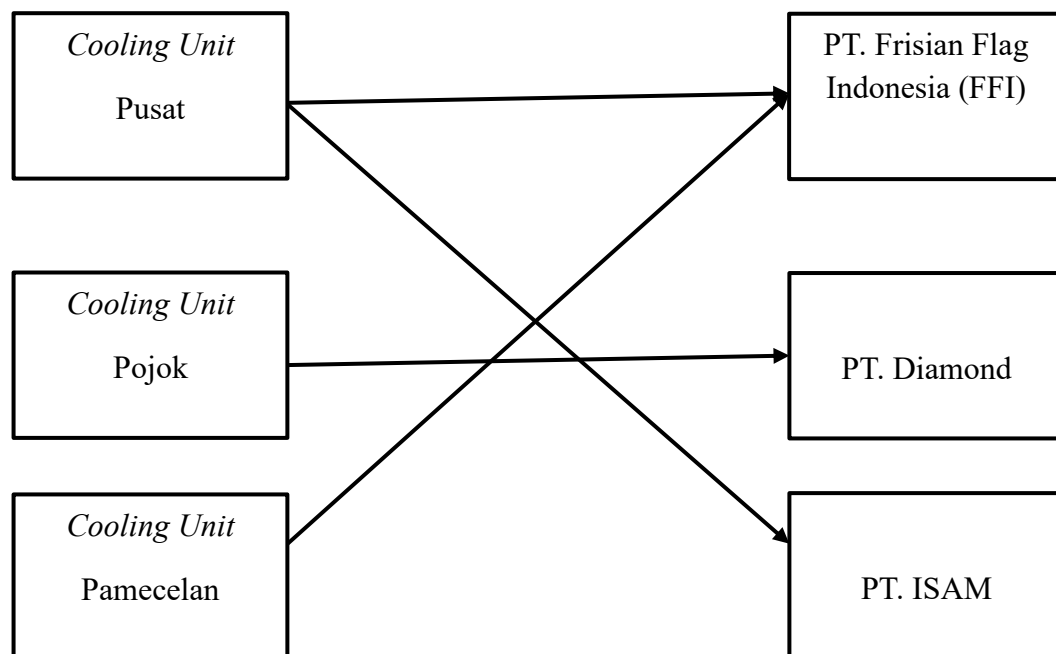 Cooling Unit
Pusat
PT. Frisian Flag
Indonesia (FFI)
Cooling Unit
Pojok
PT. Diamond
Cooling Unit
Pamecelan
PT. ISAM